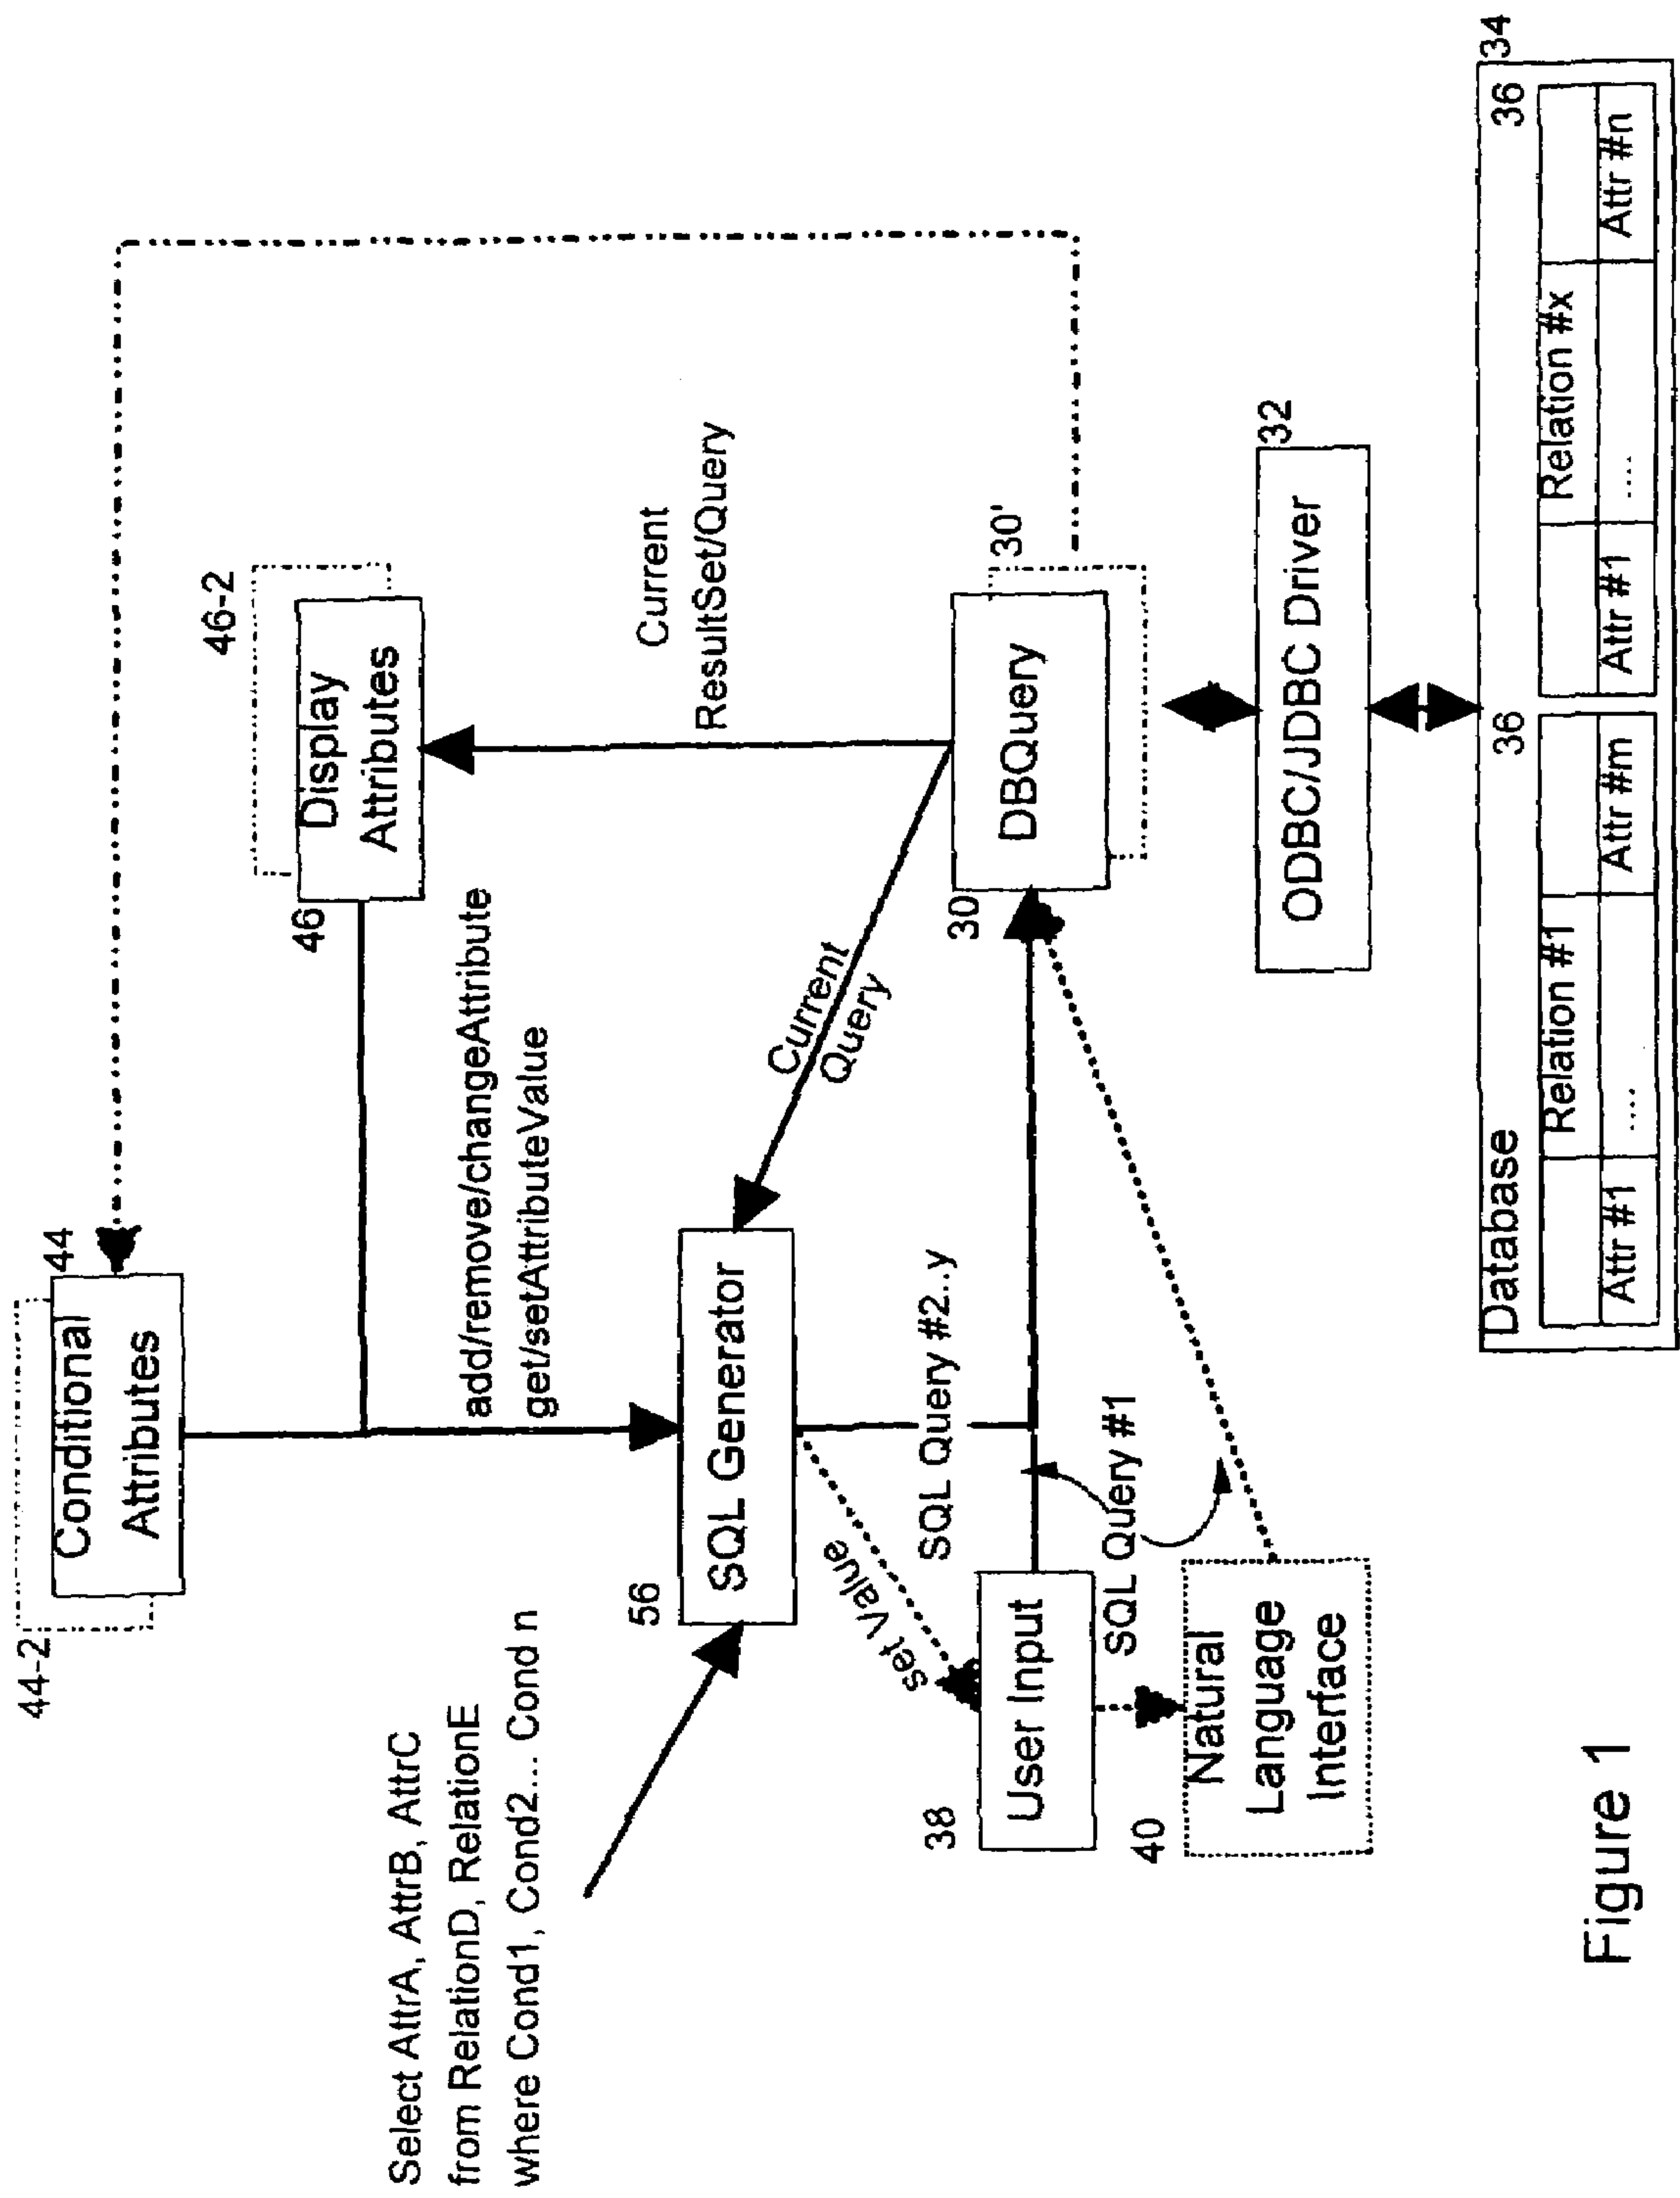 44-2
Conditional
Attributes
44
46-2
Display
Attributes
46
Select AttrA, AttrB, AttrC
from RelationD, RelationE
where Cond1, Cond2... Cond n
add/remove/changeAttribute
get/setAttributeValue
Current
ResultSet/Query
56
SQL Generator
Current
Query
set Value
SQL Query #2..y
38
User Input
SQL Query #1
30
DBQuery
30'
40
Natural
Language
Interface
ODBC/JDBC Driver
32
Database
34
36
36
Relation #1
Attr #1
....
Attr #m
Relation #x
Attr #1
....
Attr #n
Figure 1